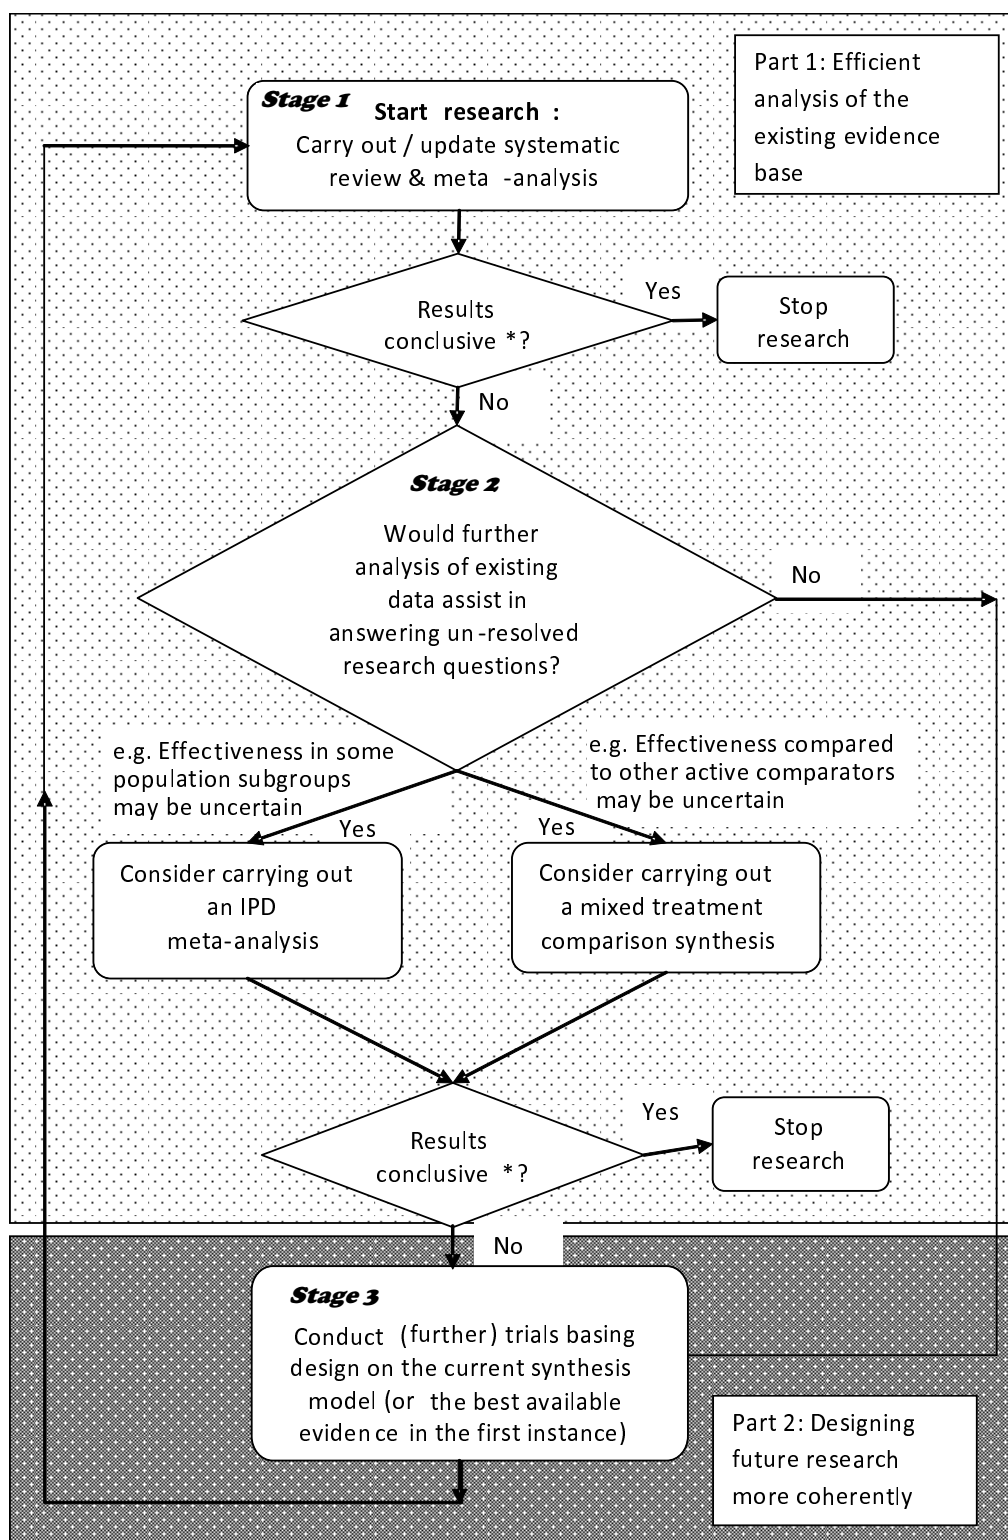 Part 1: Efficient
analysis of the
existing evidence
base
Stage 1
Start research :
Carry out / update systematic
review & meta -analysis
Results
conclusive *?
Yes
Stop
research
No
Stage 2
Would further
analysis of existing
data assist in
answering un-resolved
research questions?
No
e.g. Effectiveness in some
population subgroups
may be uncertain
Yes
e.g. Effectiveness compared
to other active comparators
may be uncertain
Yes
Consider carrying out
an IPD
meta-analysis
Consider carrying out
a mixed treatment
comparison synthesis
Results
conclusive *?
Yes
Stop
research
No
Stage 3
Conduct (further) trials basing
design on the current synthesis
model (or the best available
evidence in the first instance)
Part 2: Designing
future research
more coherently